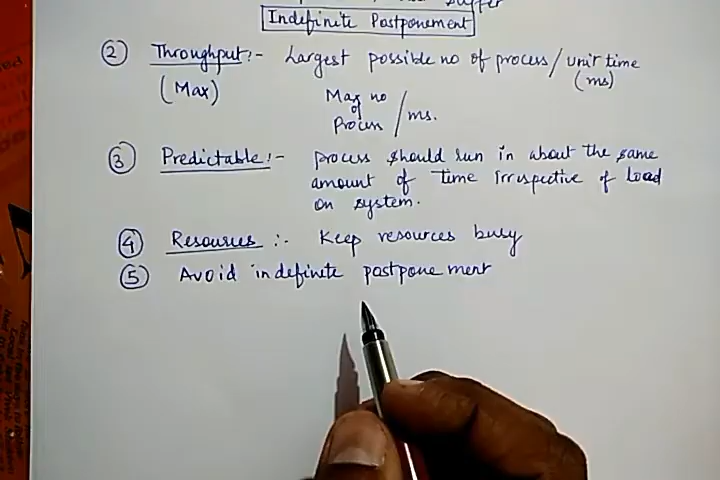 Buffer
Indefinite Postponement
② Throughput :- Largest possible no of process / unit time
(Max) (ms)
Max no
of / ms.
Process
③ Predictable :- process should run in about the same
amount of time irrispective of load
on system.
④ Resources :- Keep resources busy
⑤ Avoid indefinite postponement